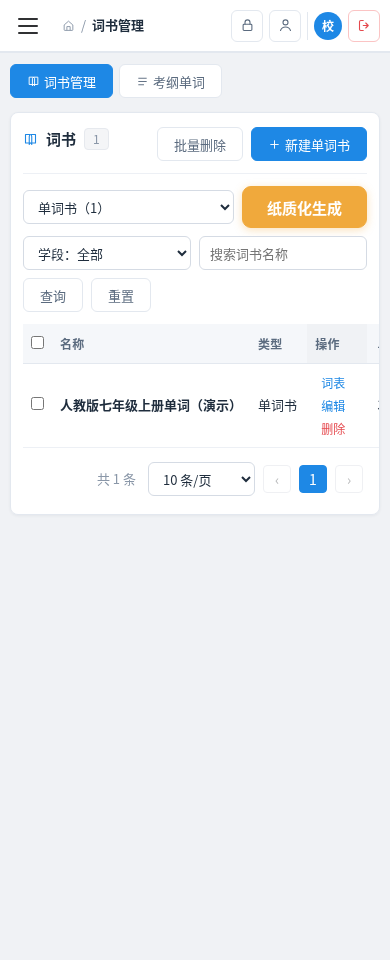 / 词书管理
校
词书管理 考纲单词
词书 1 批量删除 + 新建单词书
单词书（1） 纸质化生成
学段：全部 搜索词书名称
查询 重置
名称 类型 操作
人教版七年级上册单词（演示） 单词书 词表
编辑
删除
共 1 条 10 条/页 ‹ 1 ›